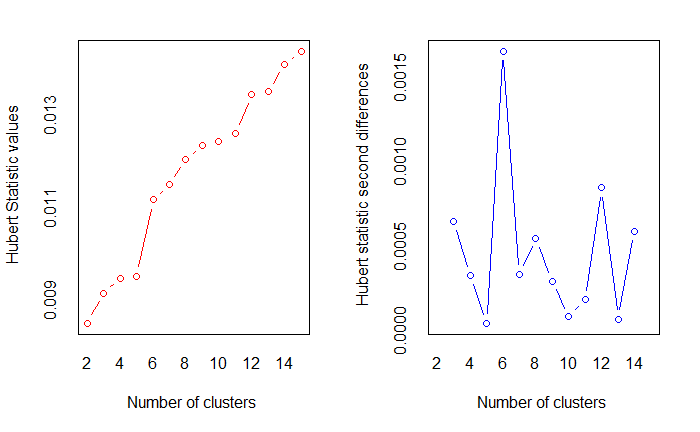 Hubert Statistic values
0.009 0.011 0.013
2 4 6 8 10 12 14
Number of clusters
Hubert statistic second differences
0.0000 0.0005 0.0010 0.0015
2 4 6 8 10 12 14
Number of clusters